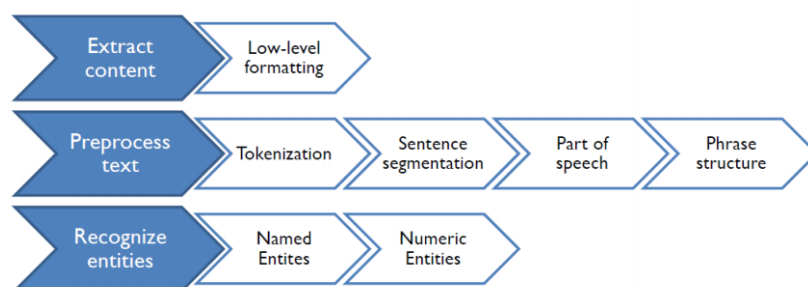 Extract
content
Low-level
formatting
Preprocess
text
Tokenization
Sentence
segmentation
Part of
speech
Phrase
structure
Recognize
entities
Named
Entites
Numeric
Entities